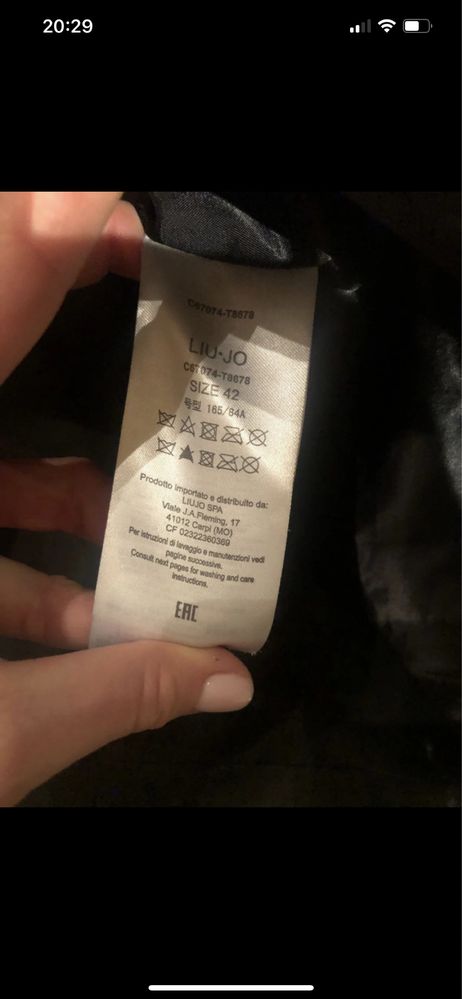 20:29
C67074-T8678
LIU·JO
C67074-T8678
SIZE 42
号型 165/84A
Prodotto importato e distribuito da:
LIUJO SPA
Viale J.A.Fleming, 17
41012 Carpi (MO)
CF 02322360369
Per istruzioni di lavaggio e manutenzioni vedi
pagine successive.
Consult next pages for washing and care
instructions.
EAC